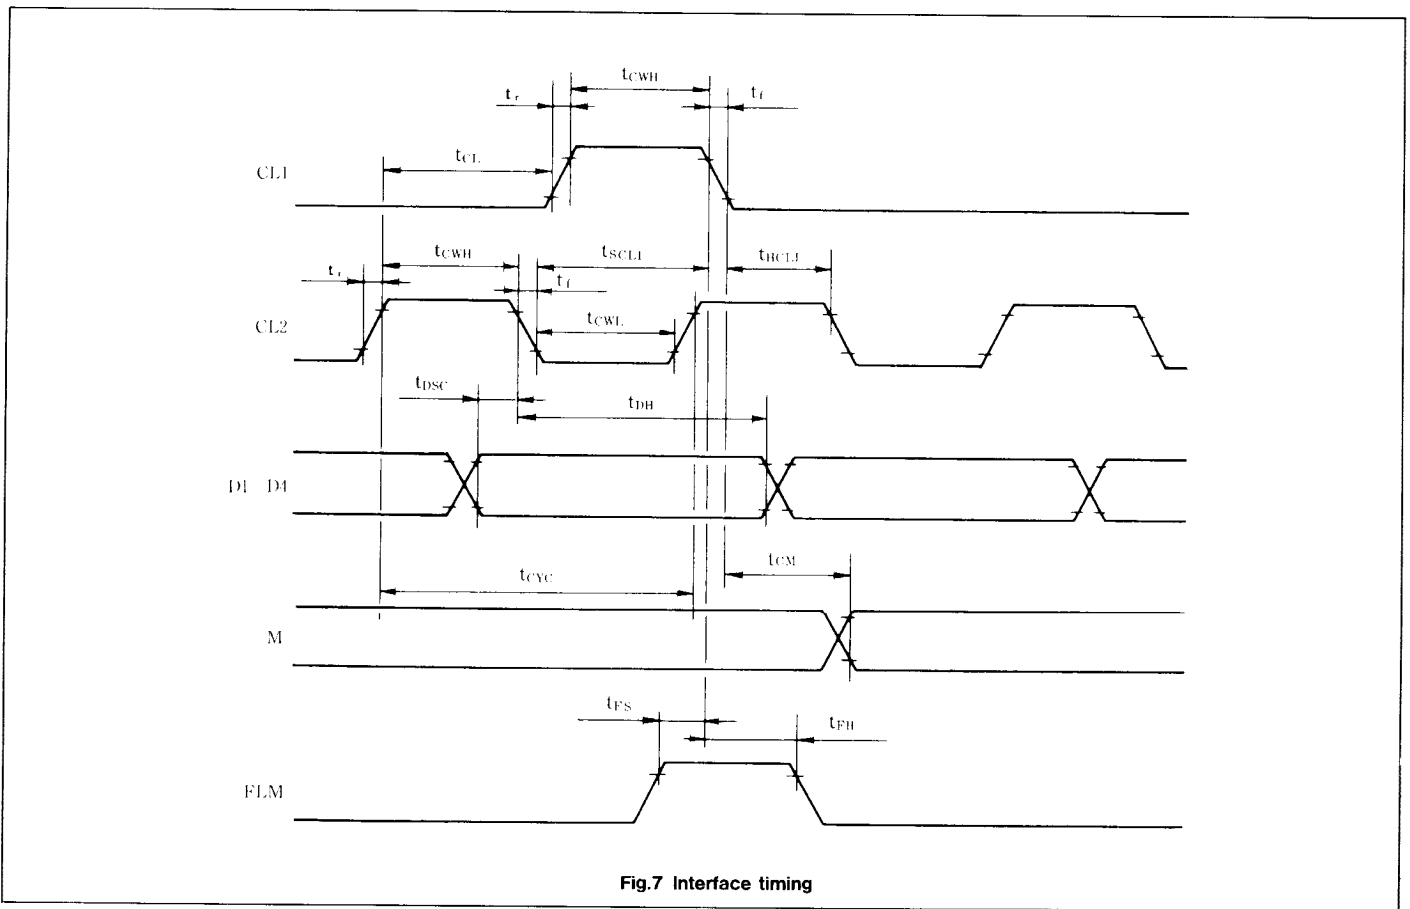 tCWH
tr
tf
CL1
tCL
tCWH
tSCL1
tHCL1
tr
tf
CL2
tCWL
tDSC
tDH
D1 D4
tCM
tCYC
M
tFS
tFH
FLM
Fig.7 Interface timing